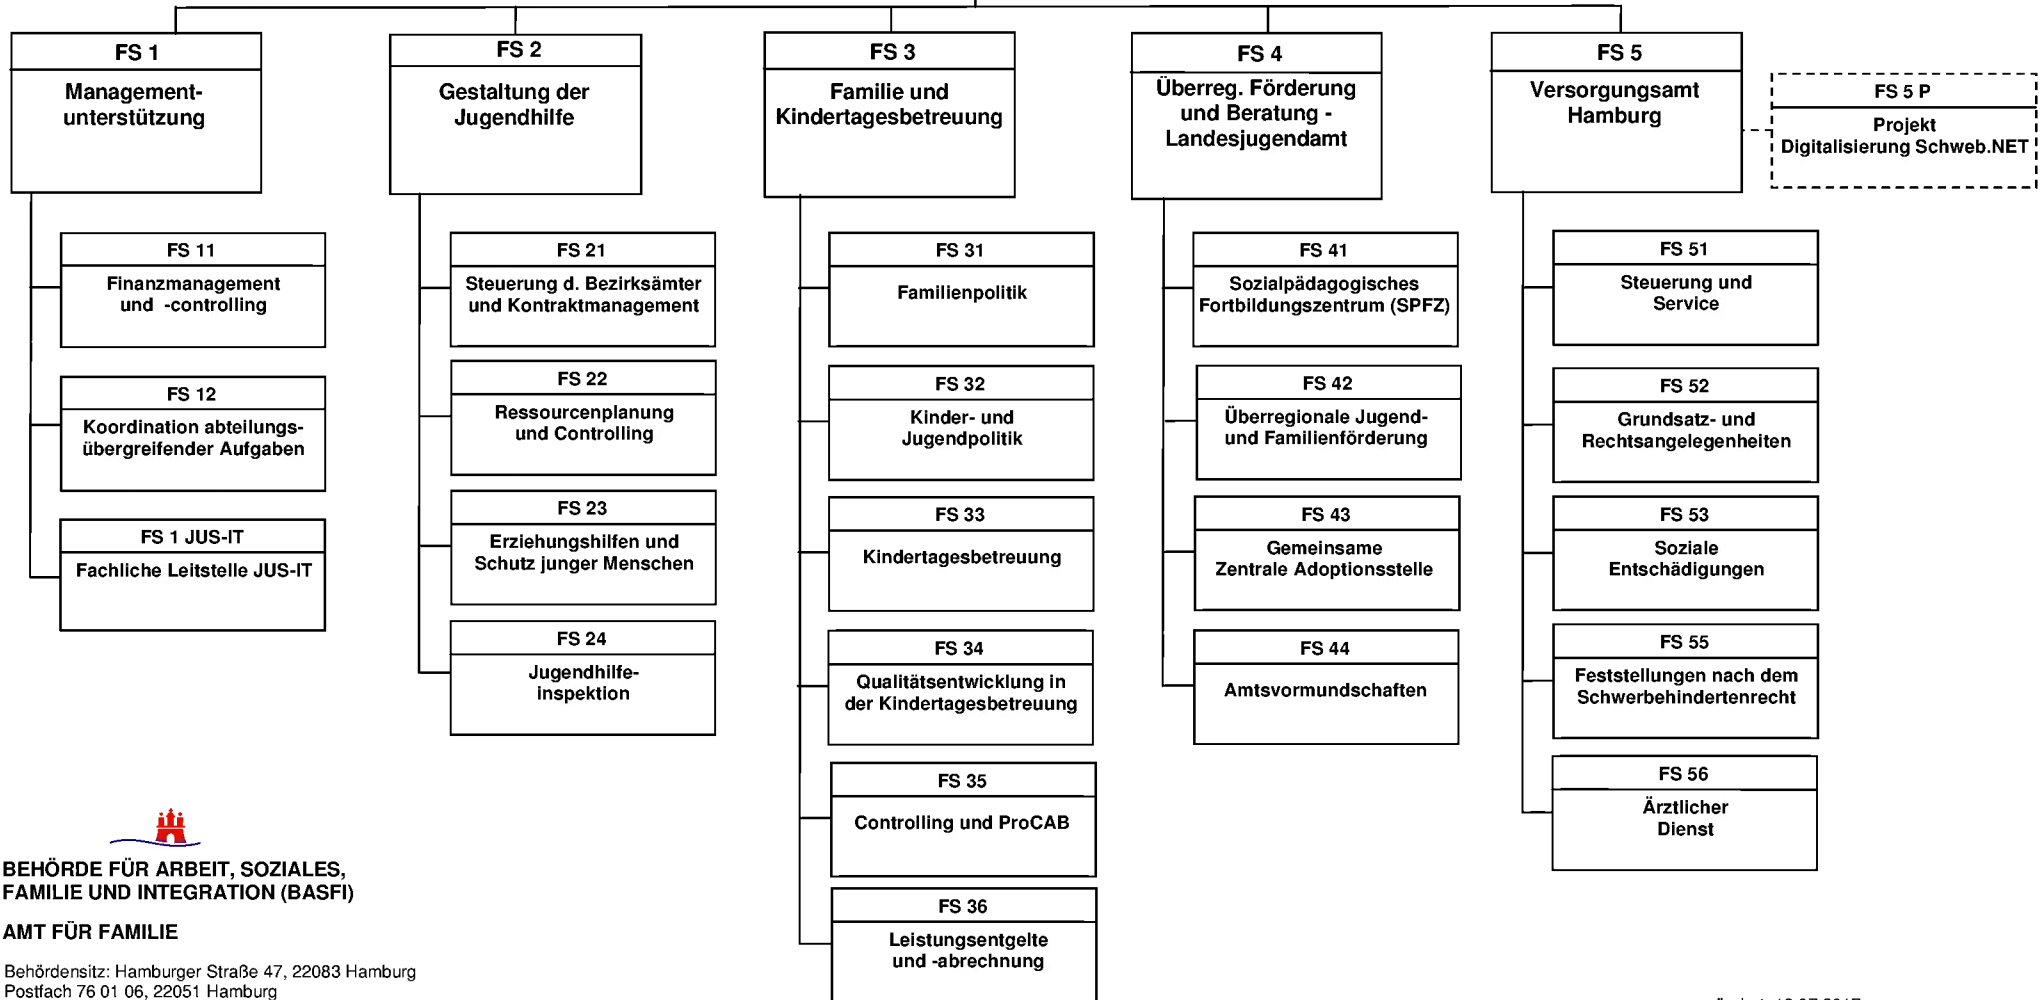 FS 1
Management-
unterstützung
FS 11
Finanzmanagement
und -controlling
FS 12
Koordination abteilungs-
übergreifender Aufgaben
FS 1 JUS-IT
Fachliche Leitstelle JUS-IT
FS 2
Gestaltung der
Jugendhilfe
FS 21
Steuerung d. Bezirksämter
und Kontraktmanagement
FS 22
Ressourcenplanung
und Controlling
FS 23
Erziehungshilfen und
Schutz junger Menschen
FS 24
Jugendhilfe-
inspektion
FS 3
Familie und
Kindertagesbetreuung
FS 31
Familienpolitik
FS 32
Kinder- und
Jugendpolitik
FS 33
Kindertagesbetreuung
FS 34
Qualitätsentwicklung in
der Kindertagesbetreuung
FS 35
Controlling und ProCAB
FS 36
Leistungsentgelte
und -abrechnung
FS 4
Überreg. Förderung
und Beratung -
Landesjugendamt
FS 41
Sozialpädagogisches
Fortbildungszentrum (SPFZ)
FS 42
Überregionale Jugend-
und Familienförderung
FS 43
Gemeinsame
Zentrale Adoptionsstelle
FS 44
Amtsvormundschaften
FS 5
Versorgungsamt
Hamburg
FS 5 P
Projekt
Digitalisierung Schweb.NET
FS 51
Steuerung und
Service
FS 52
Grundsatz- und
Rechtsangelegenheiten
FS 53
Soziale
Entschädigungen
FS 55
Feststellungen nach dem
Schwerbehindertenrecht
FS 56
Ärztlicher
Dienst
BEHÖRDE FÜR ARBEIT, SOZIALES,
FAMILIE UND INTEGRATION (BASFI)
AMT FÜR FAMILIE
Behördensitz: Hamburger Straße 47, 22083 Hamburg
Postfach 76 01 06, 22051 Hamburg